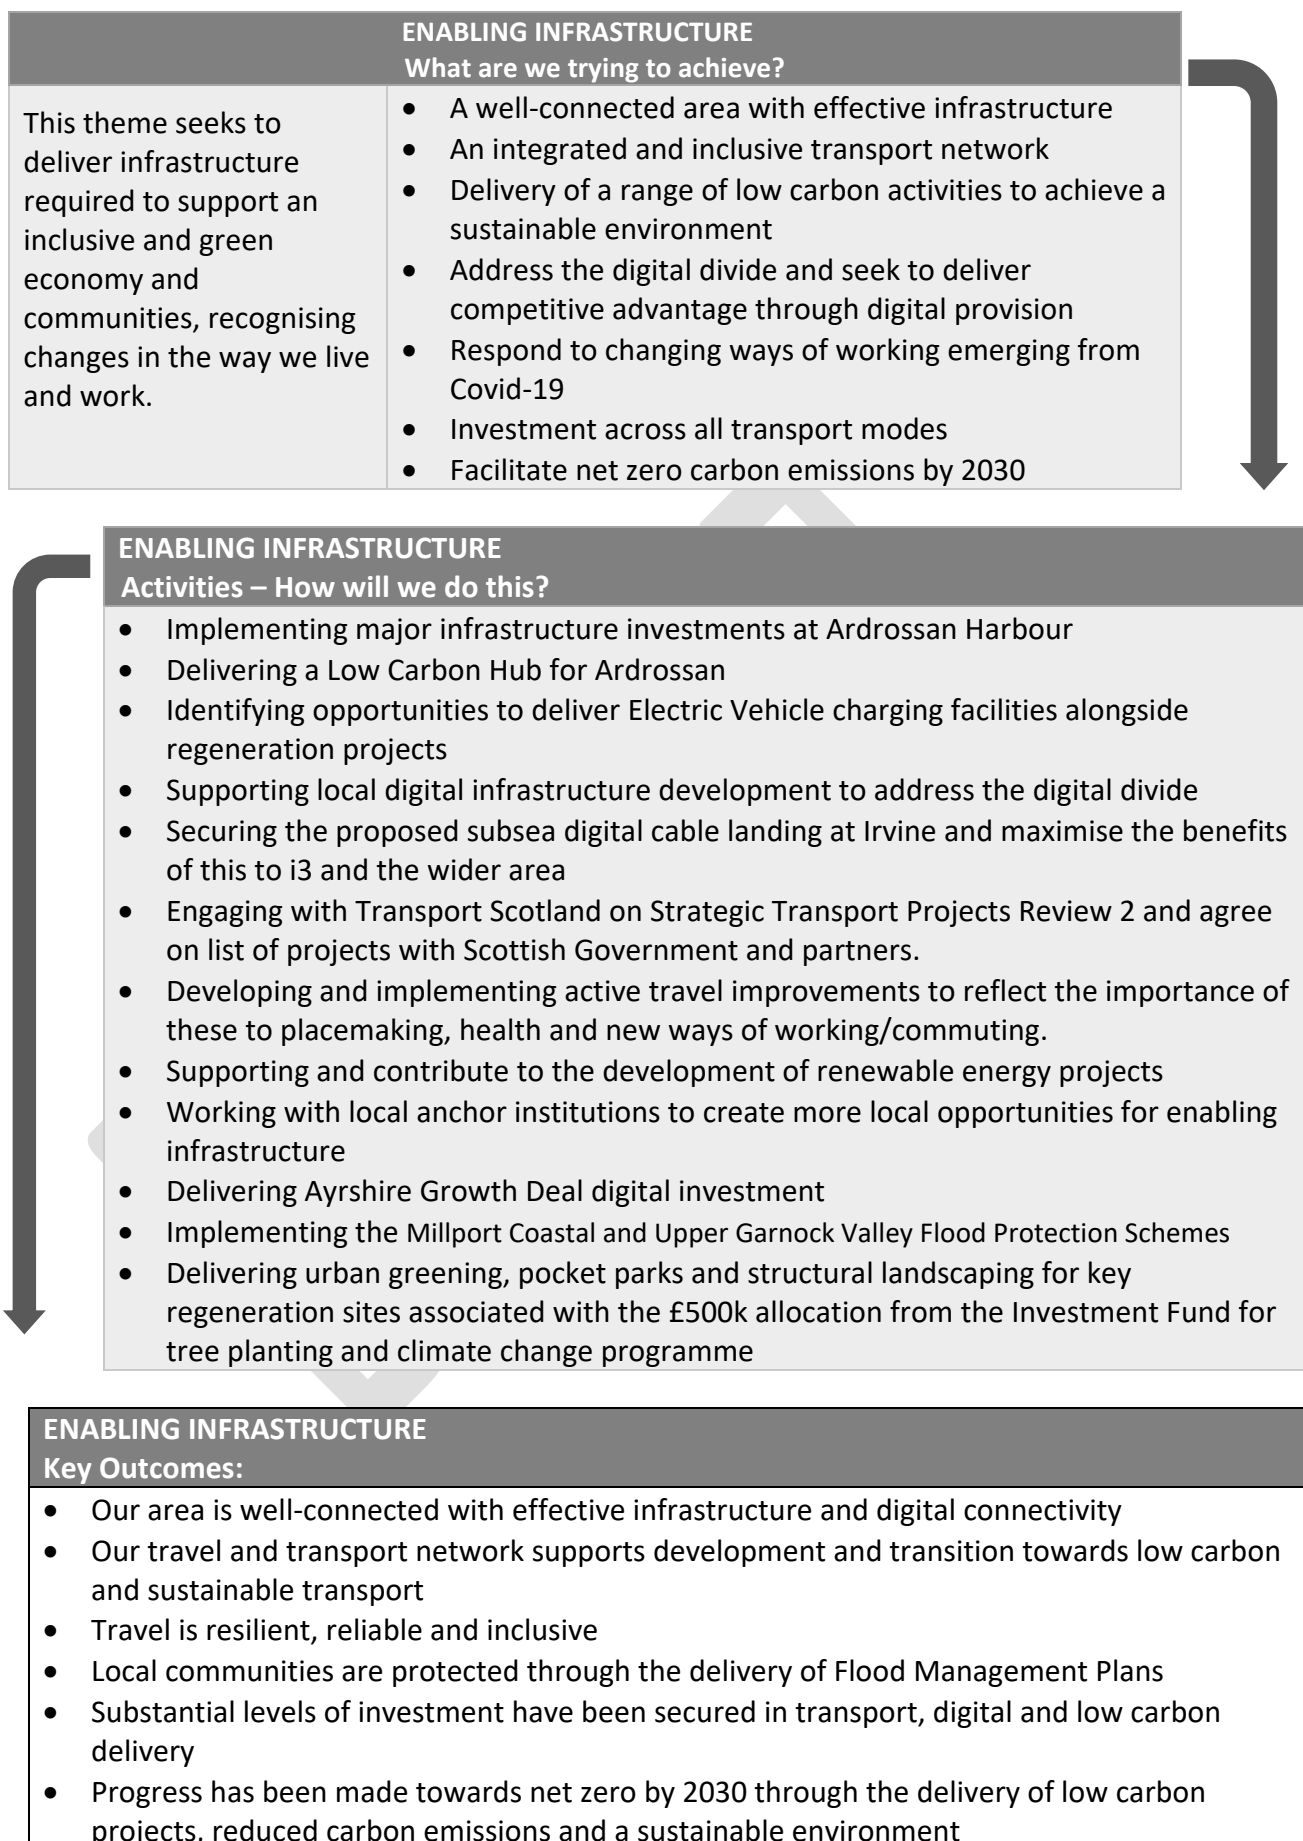 ENABLING INFRASTRUCTURE
What are we trying to achieve?
This theme seeks to
deliver infrastructure
required to support an
inclusive and green
economy and
communities, recognising
changes in the way we live
and work.
• A well-connected area with effective infrastructure
• An integrated and inclusive transport network
• Delivery of a range of low carbon activities to achieve a
sustainable environment
• Address the digital divide and seek to deliver
competitive advantage through digital provision
• Respond to changing ways of working emerging from
Covid-19
• Investment across all transport modes
• Facilitate net zero carbon emissions by 2030
ENABLING INFRASTRUCTURE
Activities – How will we do this?
• Implementing major infrastructure investments at Ardrossan Harbour
• Delivering a Low Carbon Hub for Ardrossan
• Identifying opportunities to deliver Electric Vehicle charging facilities alongside
regeneration projects
• Supporting local digital infrastructure development to address the digital divide
• Securing the proposed subsea digital cable landing at Irvine and maximise the benefits
of this to i3 and the wider area
• Engaging with Transport Scotland on Strategic Transport Projects Review 2 and agree
on list of projects with Scottish Government and partners.
• Developing and implementing active travel improvements to reflect the importance of
these to placemaking, health and new ways of working/commuting.
• Supporting and contribute to the development of renewable energy projects
• Working with local anchor institutions to create more local opportunities for enabling
infrastructure
• Delivering Ayrshire Growth Deal digital investment
• Implementing the Millport Coastal and Upper Garnock Valley Flood Protection Schemes
• Delivering urban greening, pocket parks and structural landscaping for key
regeneration sites associated with the £500k allocation from the Investment Fund for
tree planting and climate change programme
ENABLING INFRASTRUCTURE
Key Outcomes:
• Our area is well-connected with effective infrastructure and digital connectivity
• Our travel and transport network supports development and transition towards low carbon
and sustainable transport
• Travel is resilient, reliable and inclusive
• Local communities are protected through the delivery of Flood Management Plans
• Substantial levels of investment have been secured in transport, digital and low carbon
delivery
• Progress has been made towards net zero by 2030 through the delivery of low carbon
projects, reduced carbon emissions and a sustainable environment